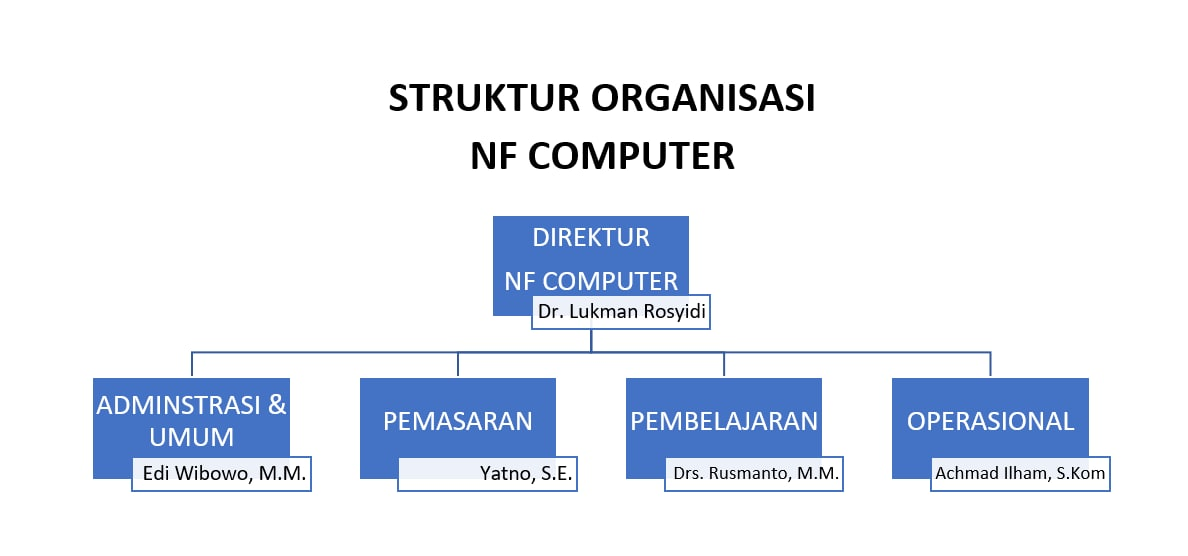 STRUKTUR ORGANISASI
NF COMPUTER
DIREKTUR
NF COMPUTER
Dr. Lukman Rosyidi
ADMINSTRASI &
UMUM
Edi Wibowo, M.M.
PEMASARAN
Yatno, S.E.
PEMBELAJARAN
Drs. Rusmanto, M.M.
OPERASIONAL
Achmad Ilham, S.Kom